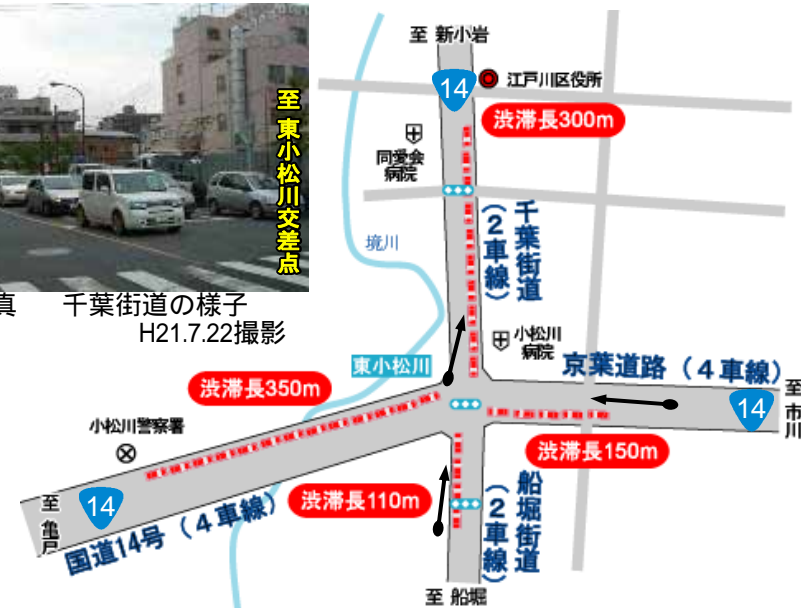 至 東小松川交差点
真 千葉街道の様子
H21.7.22撮影
至 新小岩
14
江戸川区役所
渋滞長300m
同愛会
病院
千葉街道
（２車線）
境川
小松川
病院
東小松川
京葉道路（４車線）
至 市川
14
渋滞長350m
渋滞長150m
小松川警察署
渋滞長110m
船堀街道
（２車線）
至 亀戸
14
国道14号（４車線）
至 船堀